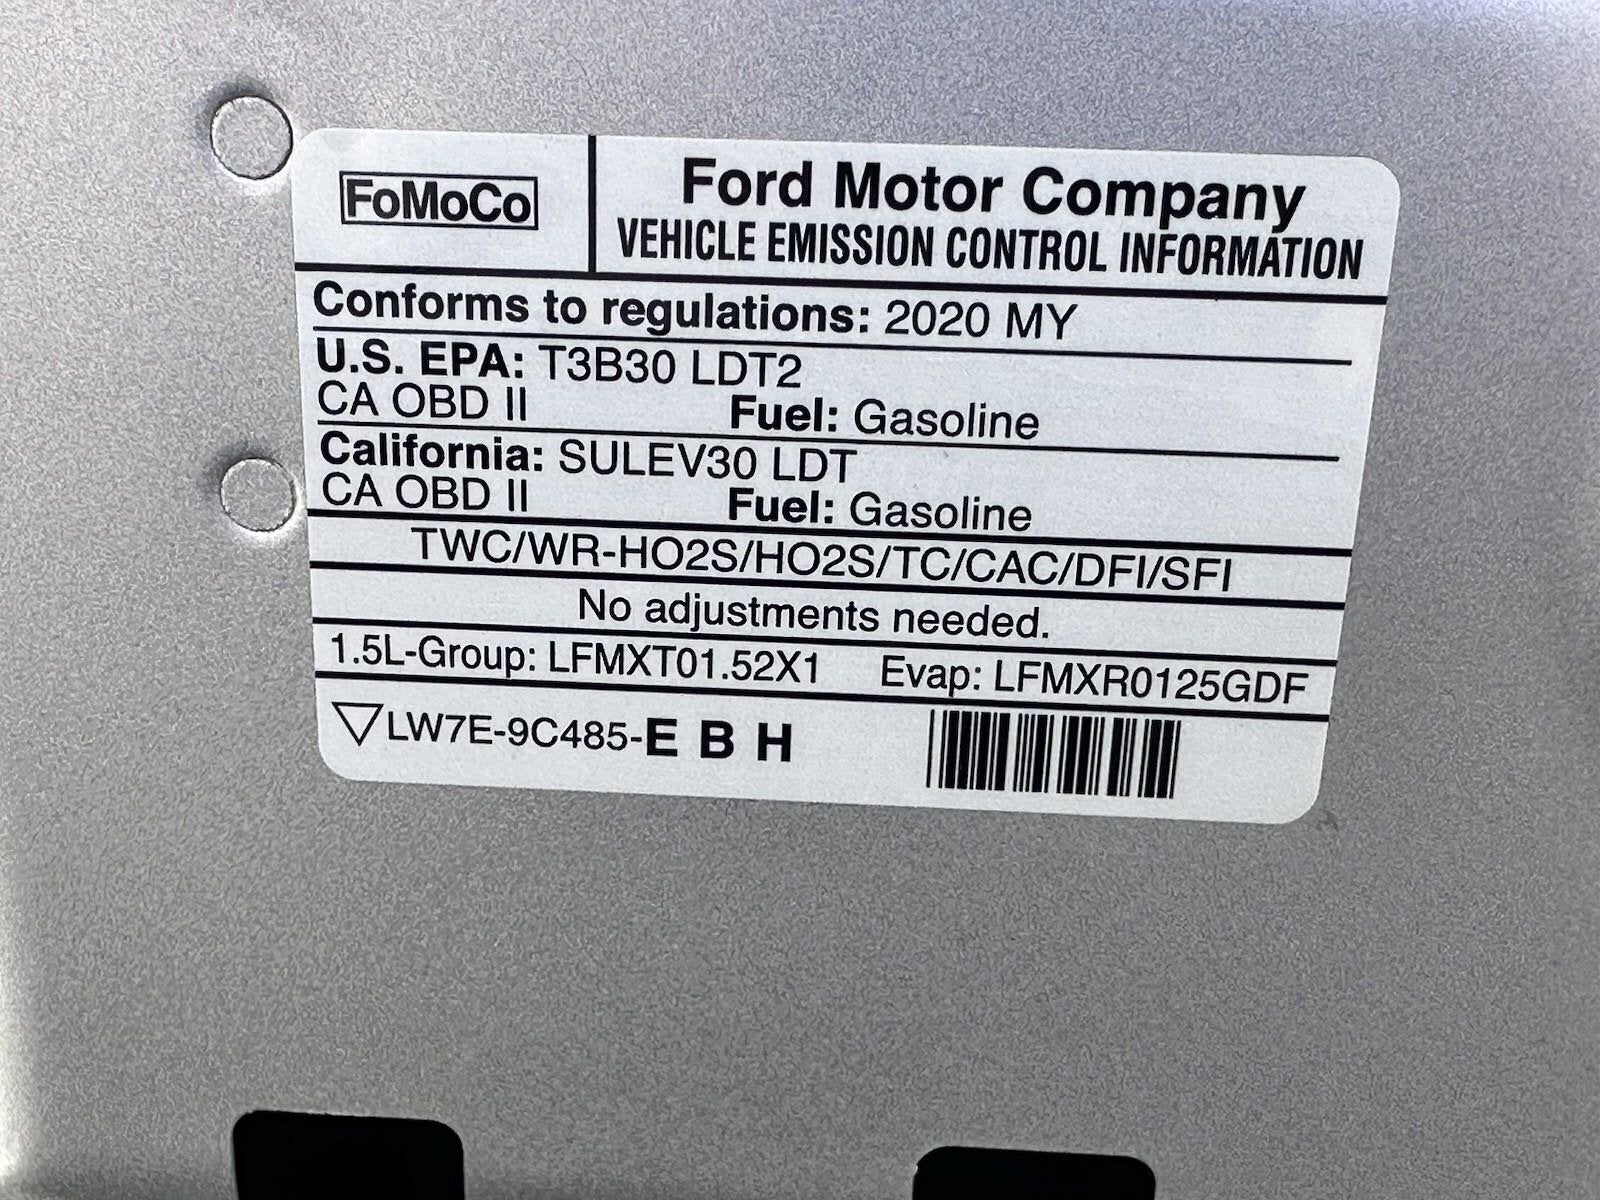 FoMoCo
Ford Motor Company
VEHICLE EMISSION CONTROL INFORMATION
Conforms to regulations: 2020 MY
U.S. EPA: T3B30 LDT2
CA OBD II Fuel: Gasoline
California: SULEV30 LDT
CA OBD II Fuel: Gasoline
TWC/WR-HO2S/HO2S/TC/CAC/DFI/SFI
No adjustments needed.
1.5L-Group: LFMXT01.52X1 Evap: LFMXR0125GDF
LW7E-9C485-E B H